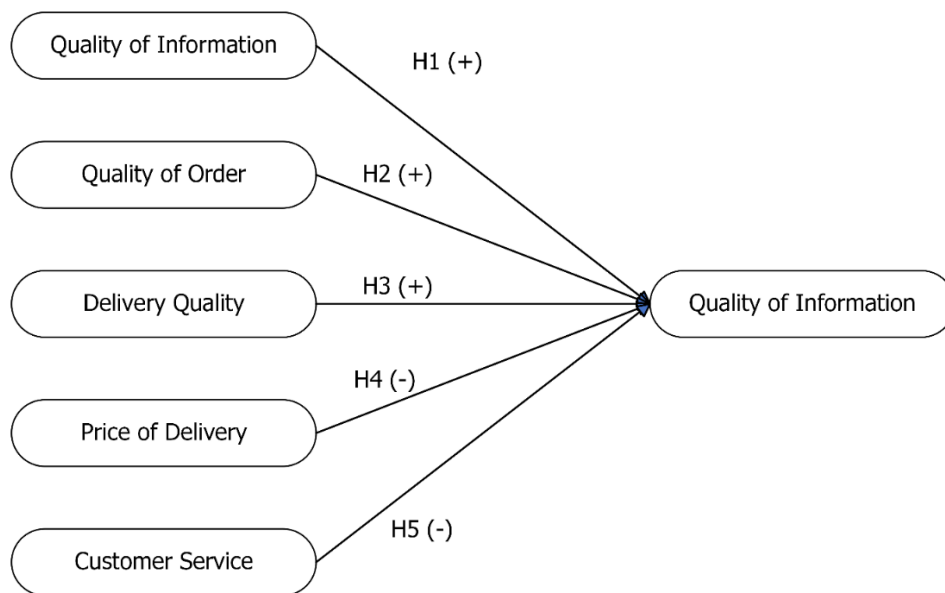 Quality of Information
H1 (+)
Quality of Order
H2 (+)
Delivery Quality
H3 (+)
Quality of Information
Price of Delivery
H4 (-)
Customer Service
H5 (-)